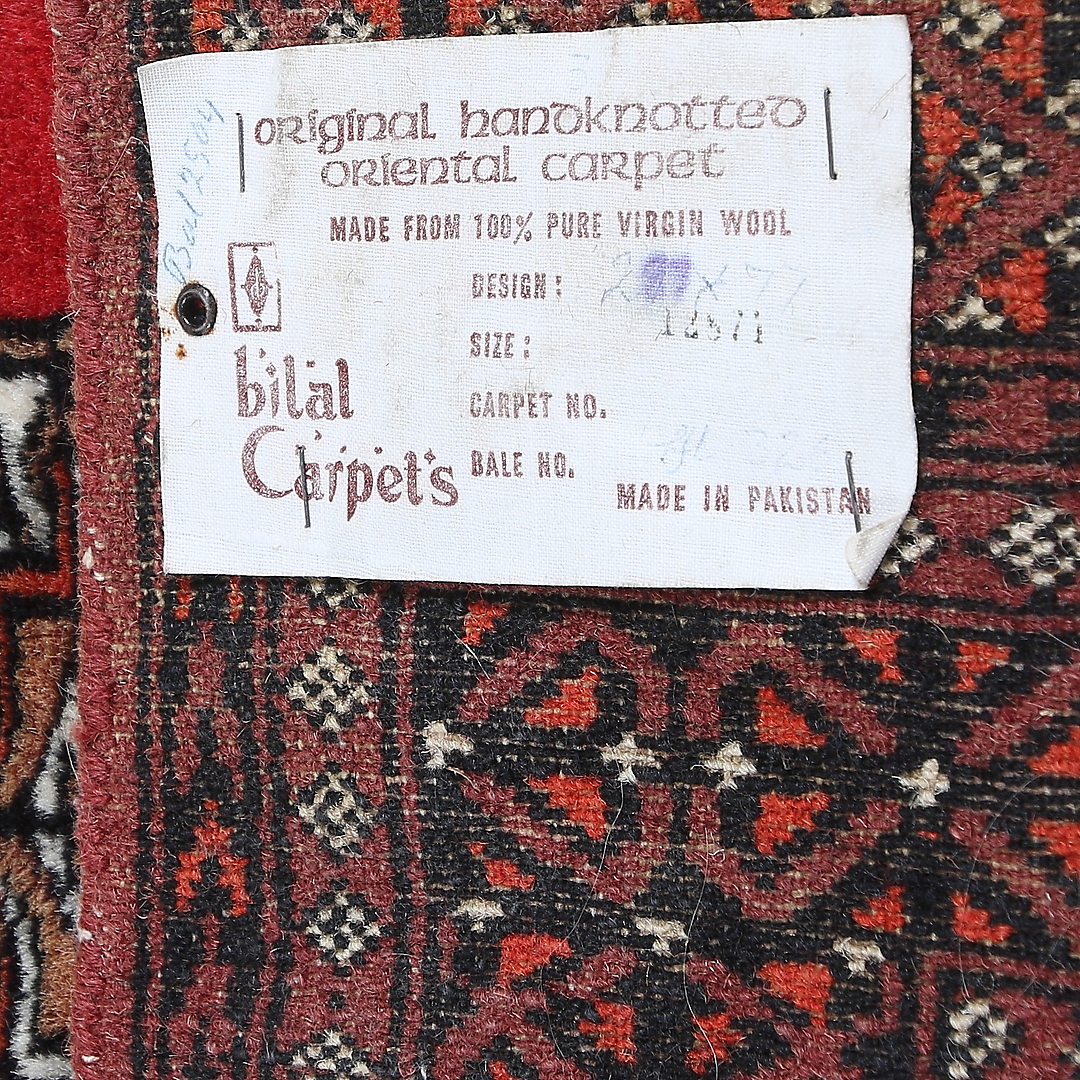 original handknotted
oriental carpet
MADE FROM 100% PURE VIRGIN WOOL
DESIGN:
SIZE:
12871
bilal
Carpet's
CARPET NO.
BALE NO.
MADE IN PAKISTAN